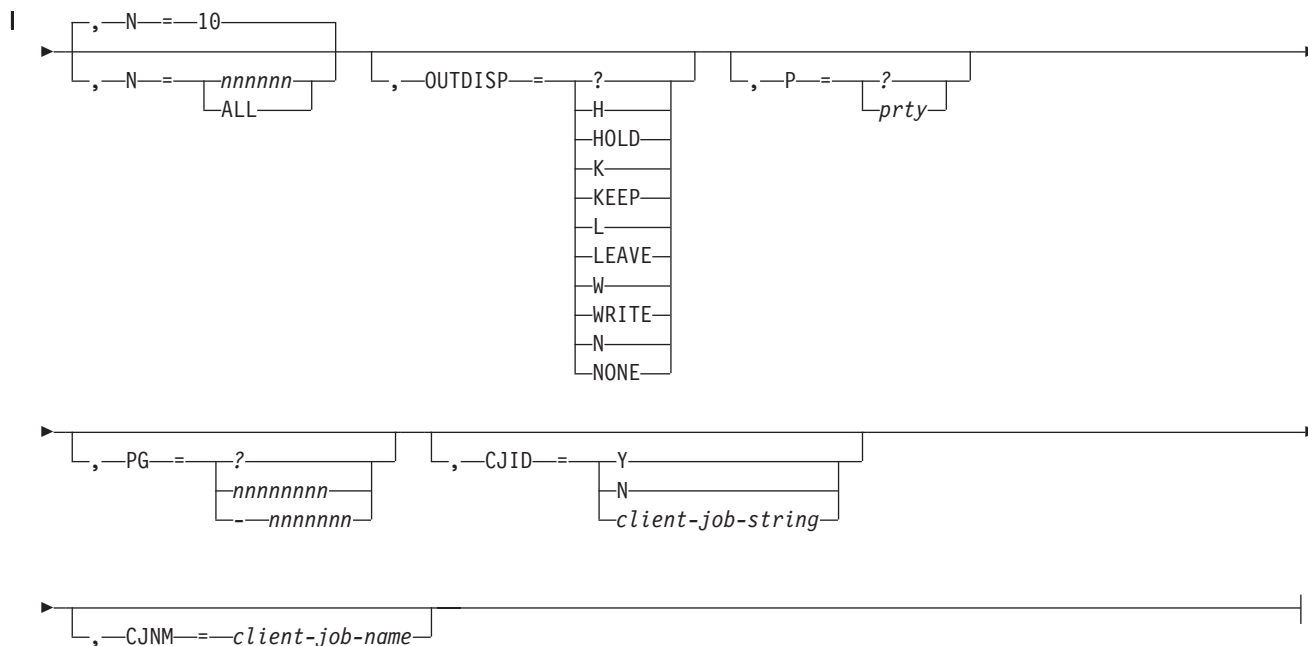 , N = 10
, N = nnnnnn
ALL
, OUTDISP = ?
H
HOLD
K
KEEP
L
LEAVE
W
WRITE
N
NONE
, P = ?
prty
, PG = ?
nnnnnnnn
- nnnnnnn
, CJID = Y
N
client-job-string
, CJNM = client-job-name